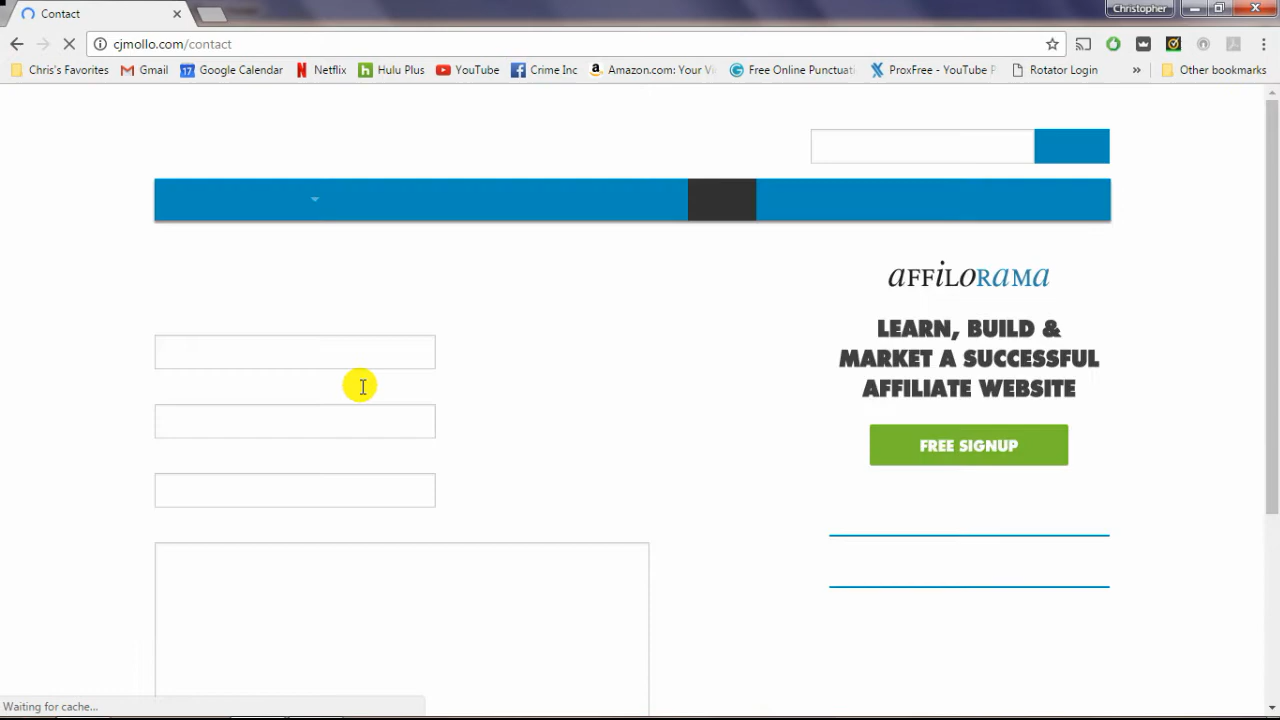 Contact
Christopher
cjmollo.com/contact
Chris's Favorites
Gmail
17
Google Calendar
Netflix
h
Hulu Plus
YouTube
Crime Inc
a
Amazon.com: Your Vi
Free Online Punctuati
ProxFree - YouTube P
Rotator Login
»
Other bookmarks
aFFiLORaMA
LEARN, BUILD &
MARKET A SUCCESSFUL
AFFILIATE WEBSITE
FREE SIGNUP
Waiting for cache...